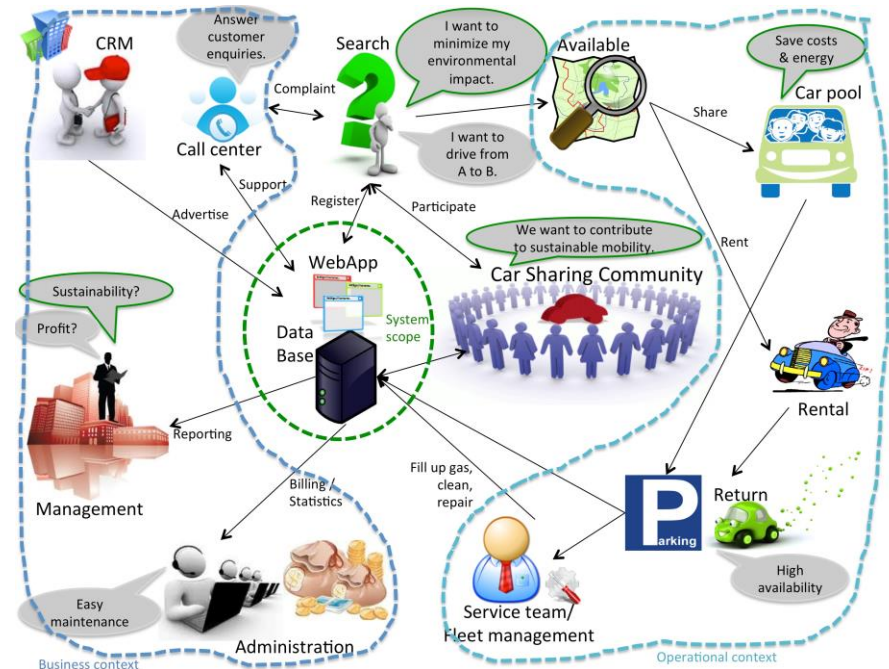 CRM
Answer
customer
enquiries.
Call center
Complaint
Search
I want to
minimize my
environmental
impact.
I want to
drive from
A to B.
Available
Save costs
& energy
Car pool
Share
Support
Advertise
Register
Participate
We want to contribute
to sustainable mobility.
Car Sharing Community
Rent
WebApp
Data
Base
System
scope
Sustainability?
Profit?
Management
Reporting
Rental
Billing /
Statistics
Fill up gas,
clean,
repair
Parking
Return
High
availability
Easy
maintenance
Administration
Service team/
Fleet management
Business context
Operational context